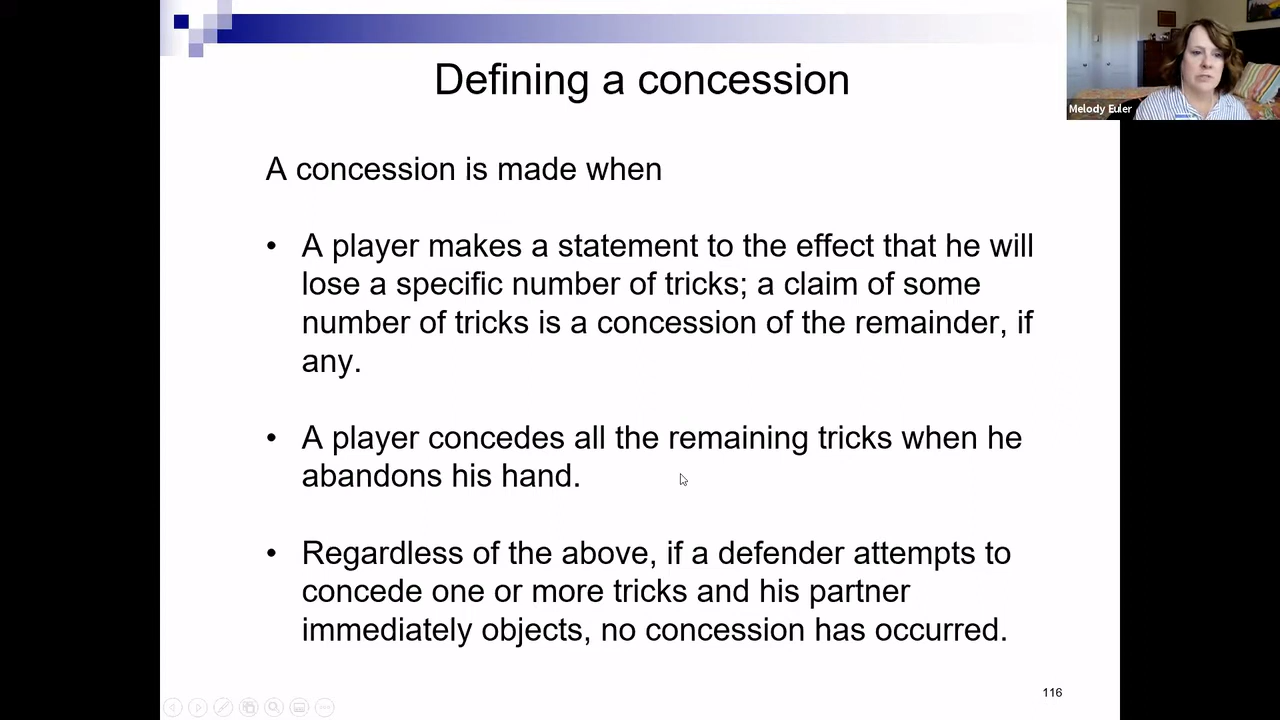 Defining a concession
Melody Euler
A concession is made when
• A player makes a statement to the effect that he will
lose a specific number of tricks; a claim of some
number of tricks is a concession of the remainder, if
any.
• A player concedes all the remaining tricks when he
abandons his hand.
• Regardless of the above, if a defender attempts to
concede one or more tricks and his partner
immediately objects, no concession has occurred.
116